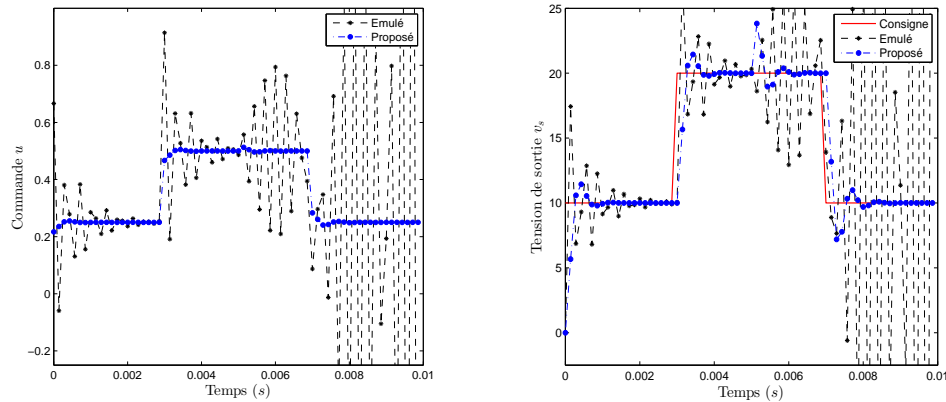 Emulé
Proposé
0.8
0.6
0.4
0.2
0
−0.2
0
0.002
0.004
0.006
0.008
0.01
Commande u
Temps (s)
Consigne
Emulé
Proposé
25
20
15
10
5
0
0
0.002
0.004
0.006
0.008
0.01
Tension de sortie vs
Temps (s)